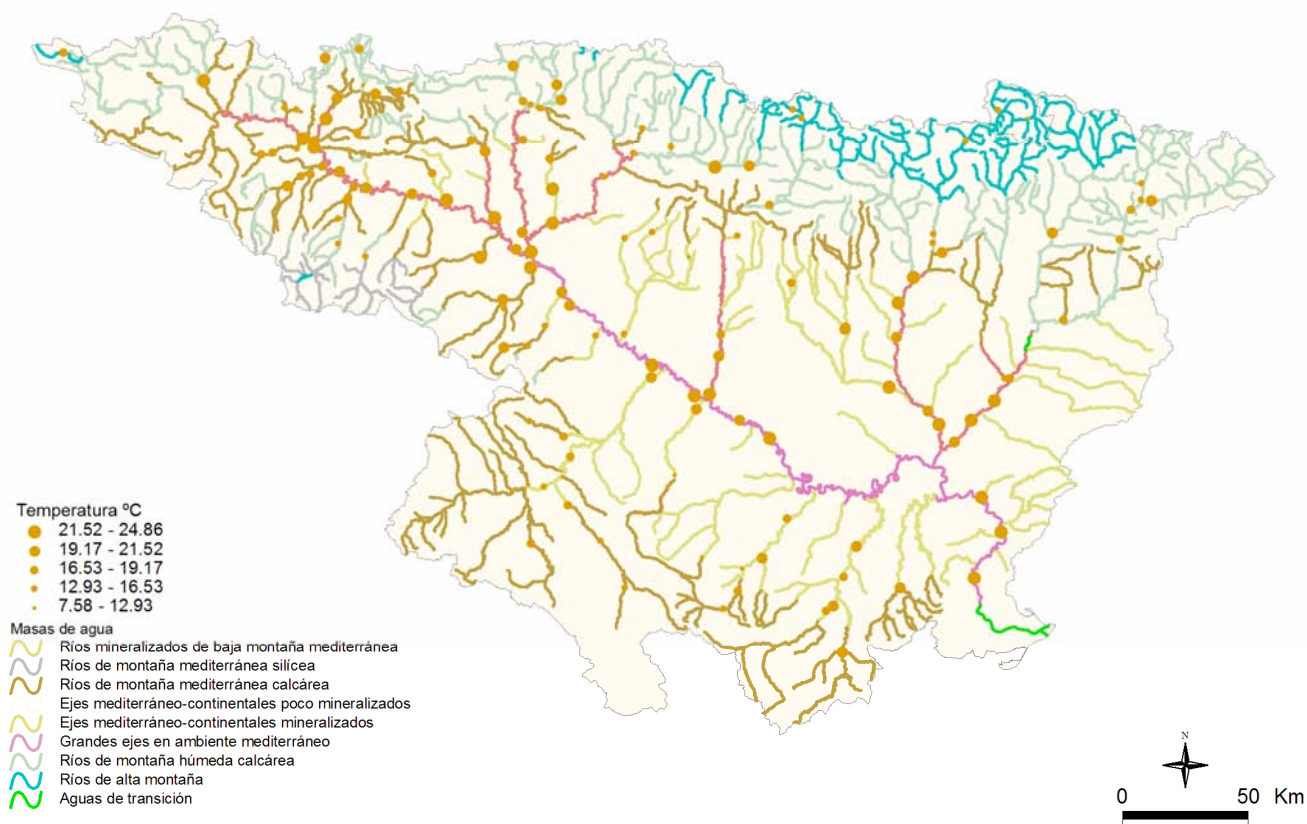 Temperatura ºC
21.52 - 24.86
19.17 - 21.52
16.53 - 19.17
12.93 - 16.53
7.58 - 12.93
Masas de agua
Ríos mineralizados de baja montaña mediterránea
Ríos de montaña mediterránea silícea
Ríos de montaña mediterránea calcárea
Ejes mediterráneo-continentales poco mineralizados
Ejes mediterráneo-continentales mineralizados
Grandes ejes en ambiente mediterráneo
Ríos de montaña húmeda calcárea
Ríos de alta montaña
Aguas de transición
N
0 50 Km